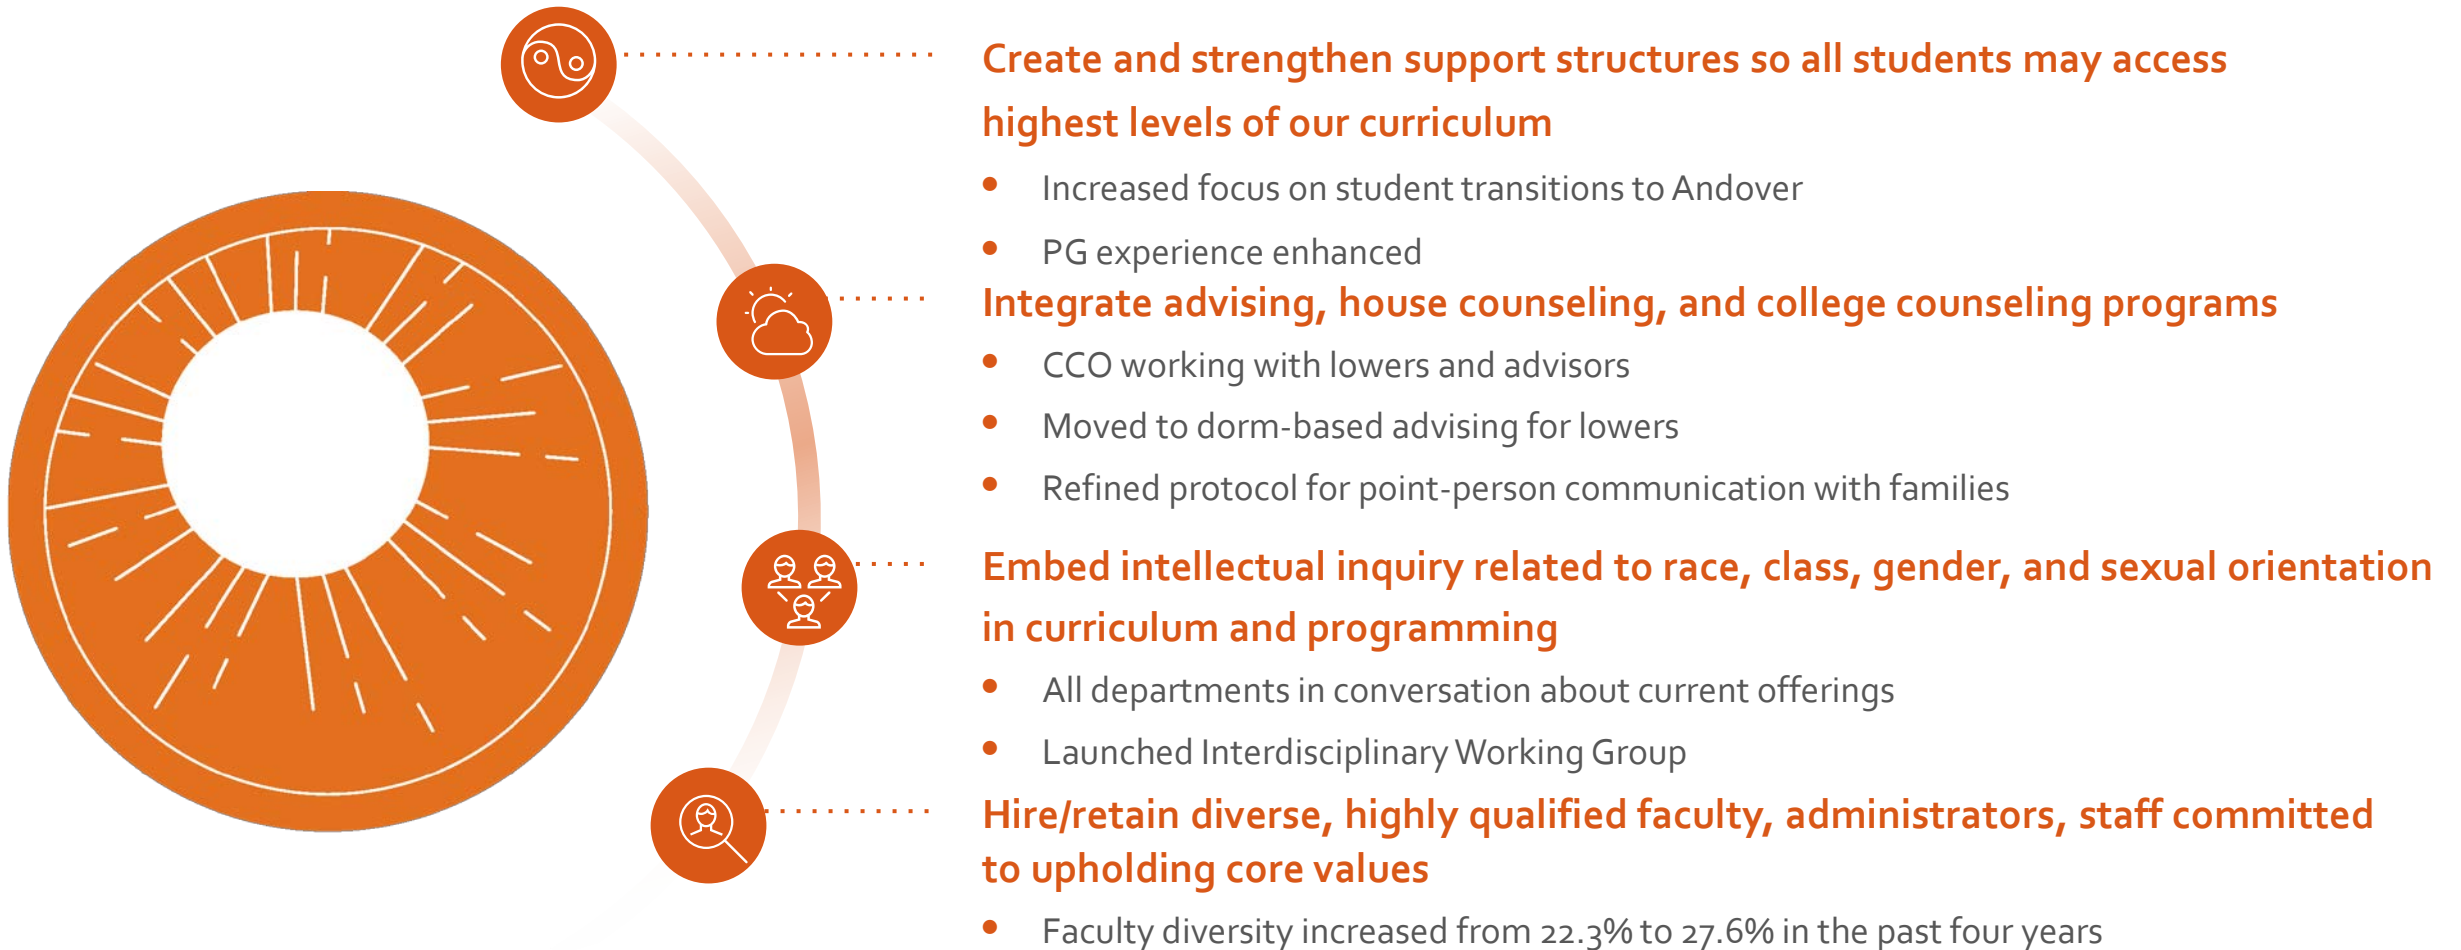 Create and strengthen support structures so all students may access
highest levels of our curriculum
• Increased focus on student transitions to Andover
• PG experience enhanced
Integrate advising, house counseling, and college counseling programs
• CCO working with lowers and advisors
• Moved to dorm-based advising for lowers
• Refined protocol for point-person communication with families
Embed intellectual inquiry related to race, class, gender, and sexual orientation
in curriculum and programming
• All departments in conversation about current offerings
• Launched Interdisciplinary Working Group
Hire/retain diverse, highly qualified faculty, administrators, staff committed
to upholding core values
• Faculty diversity increased from 22.3% to 27.6% in the past four years